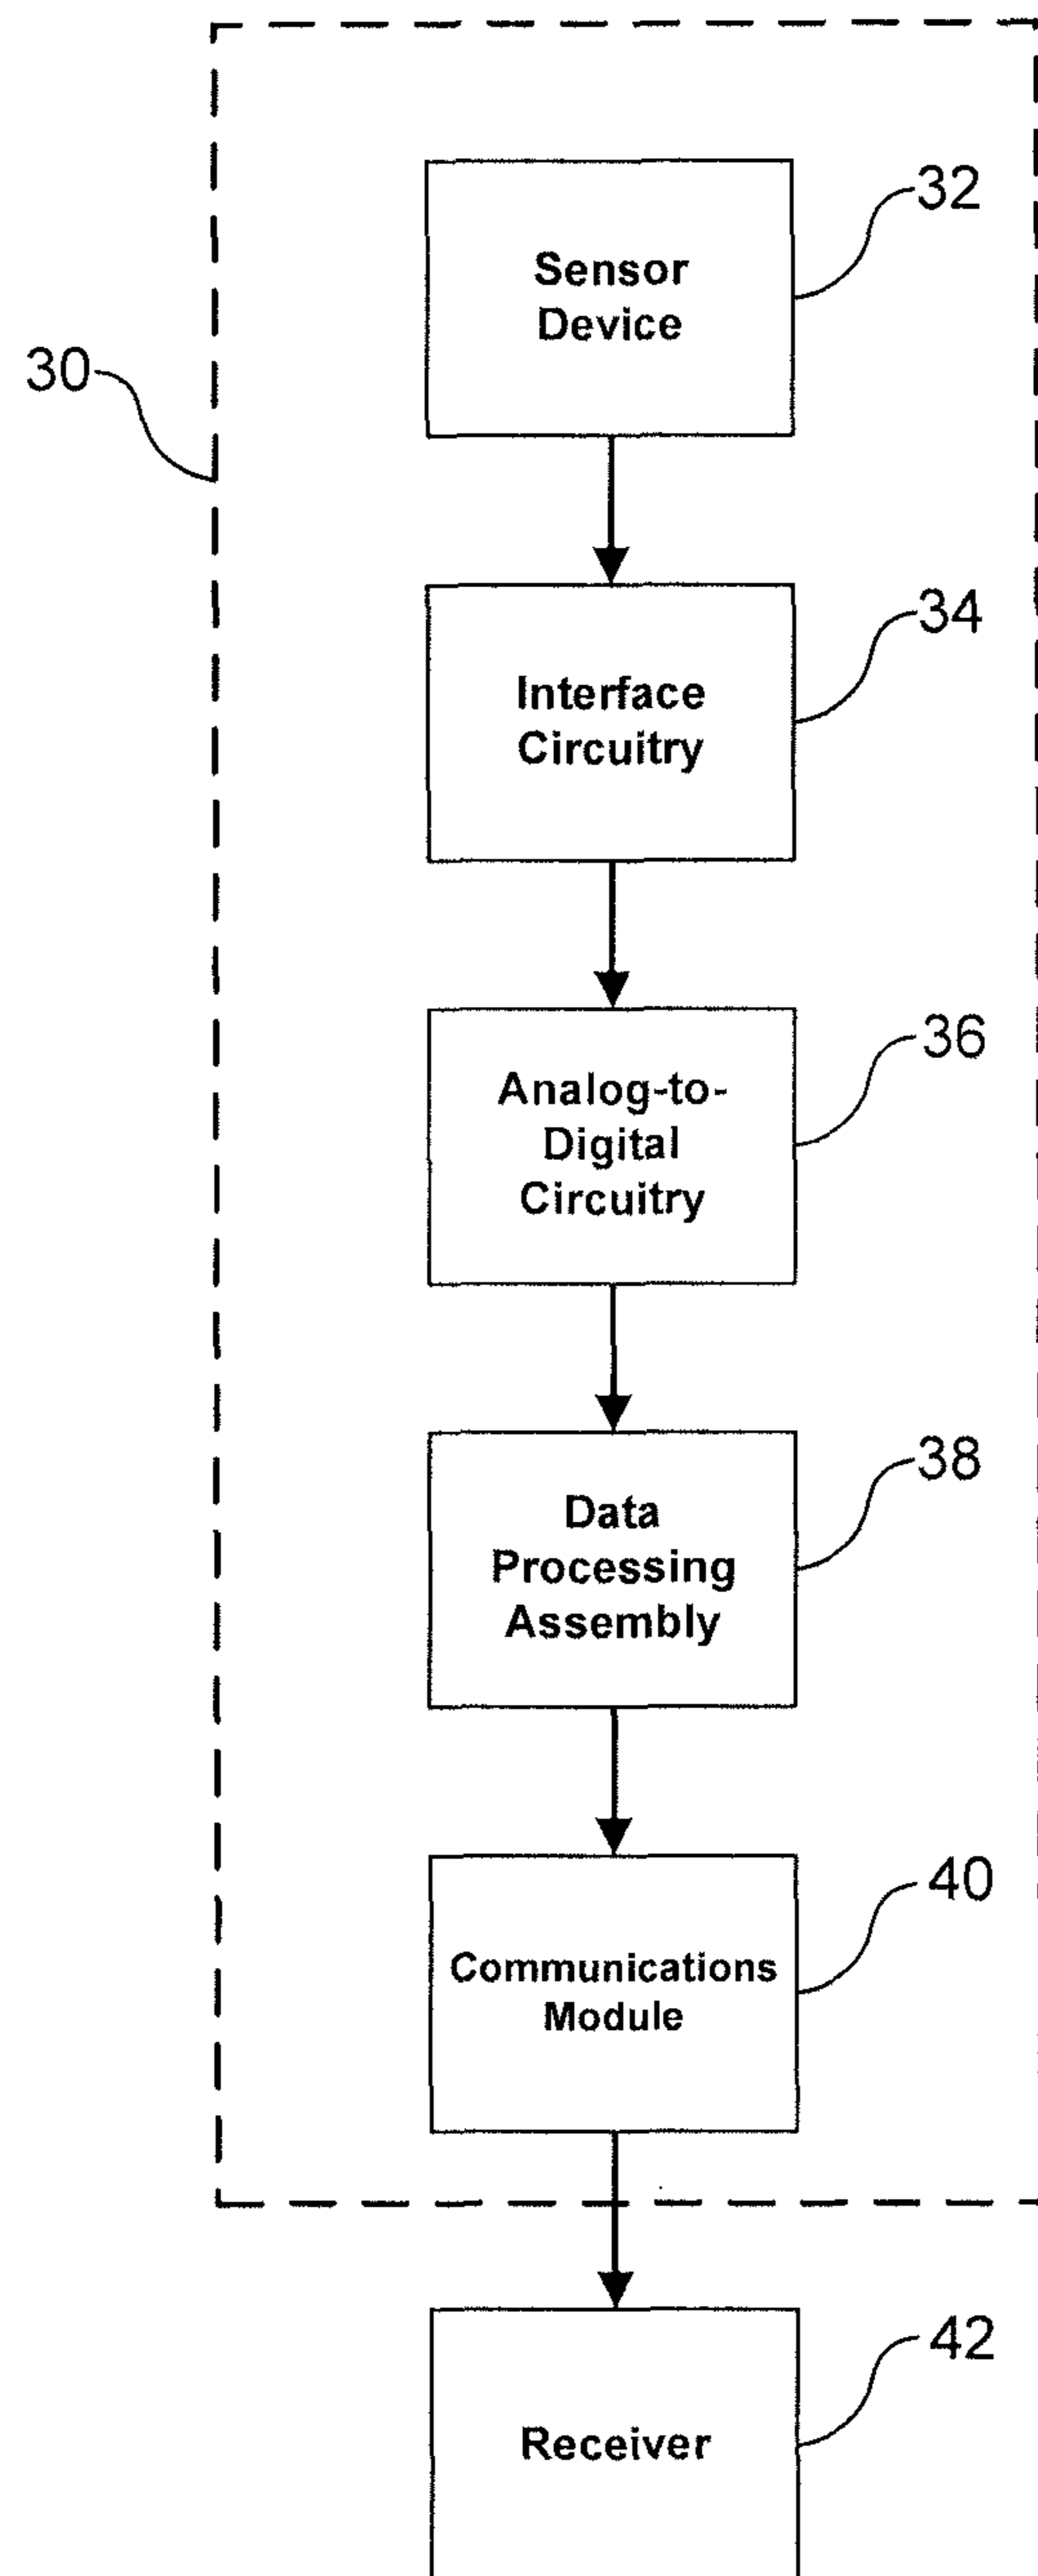 32
Sensor
Device
30
34
Interface
Circuitry
36
Analog-to-
Digital
Circuitry
38
Data
Processing
Assembly
40
Communications
Module
42
Receiver